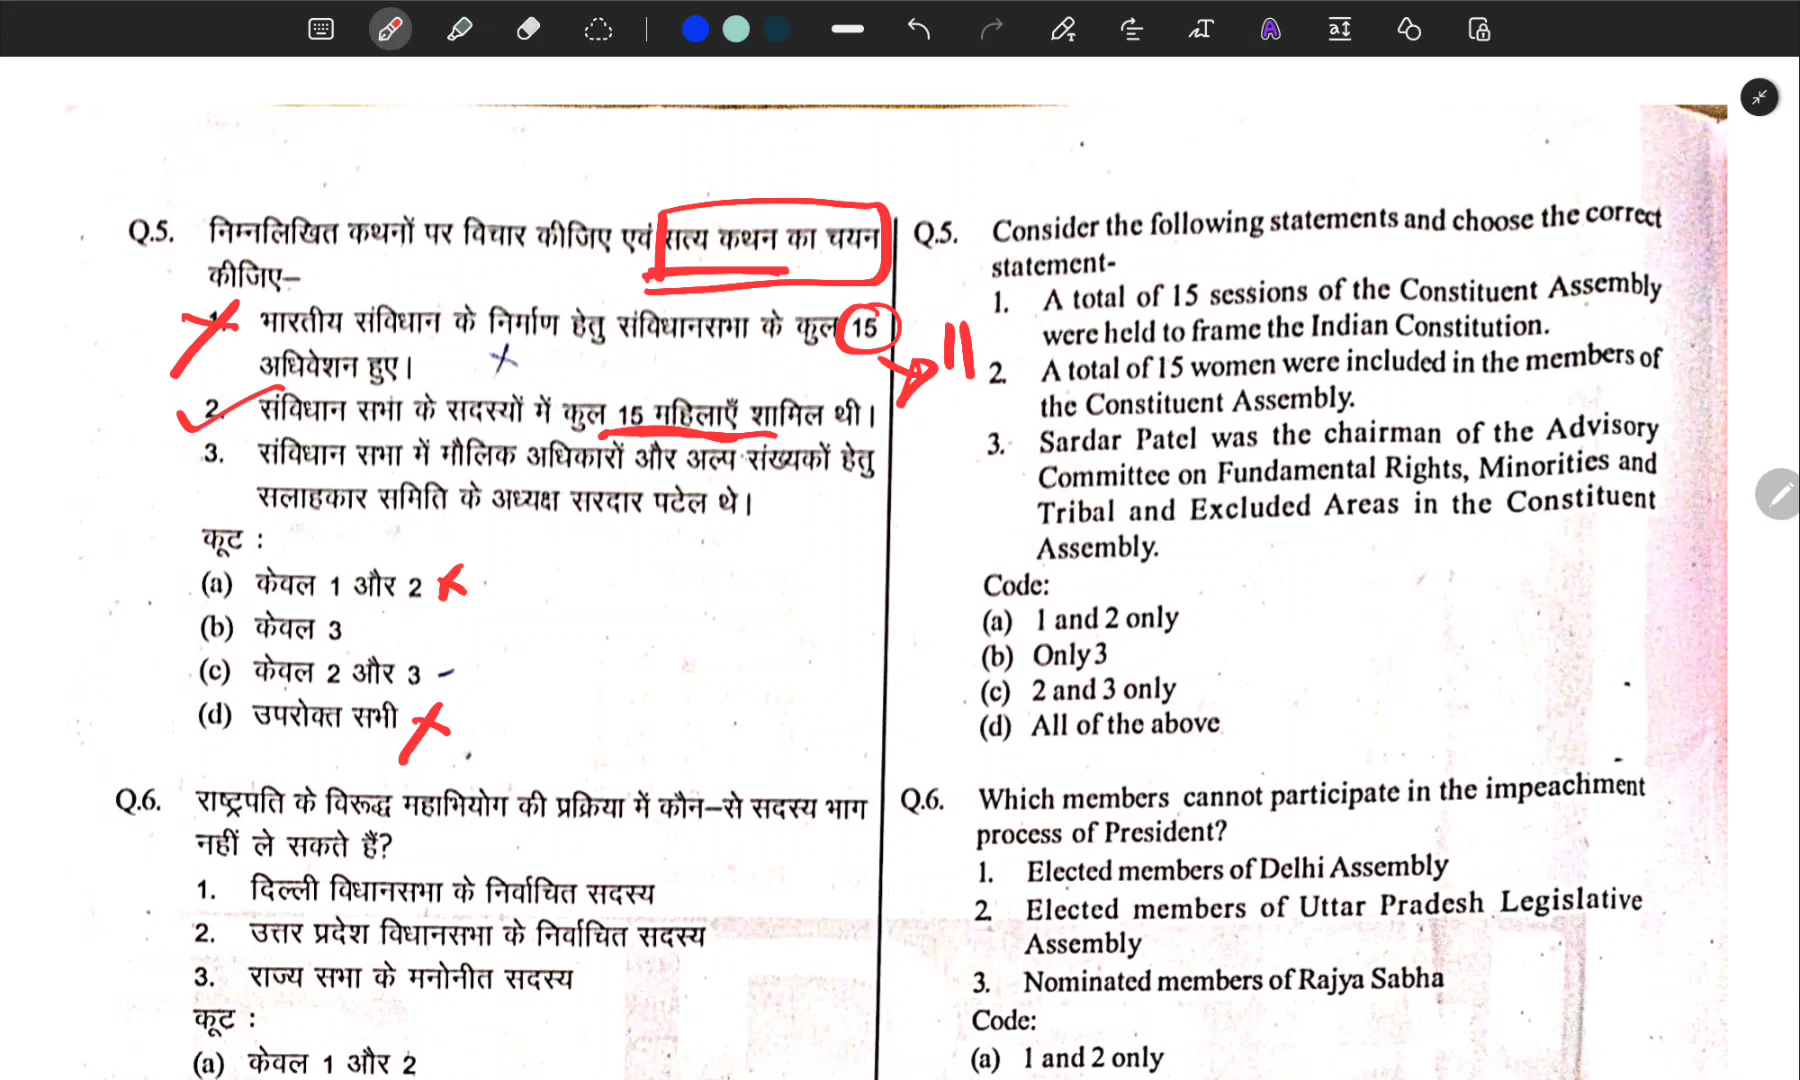 Q.5. निम्नलिखित कथनों पर विचार कीजिए एवं सत्य कथन का चयन
कीजिए–
1. भारतीय संविधान के निर्माण हेतु संविधानसभा के कुल 15
11
अधिवेशन हुए।
2. संविधान सभा के सदस्यों में कुल 15 महिलाएँ शामिल थी।
3. संविधान सभा में मौलिक अधिकारों और अल्प संख्यकों हेतु
सलाहकार समिति के अध्यक्ष सरदार पटेल थे।
कूट :
(a) केवल 1 और 2
(b) केवल 3
(c) केवल 2 और 3
(d) उपरोक्त सभी
Q.6. राष्ट्रपति के विरूद्ध महाभियोग की प्रक्रिया में कौन–से सदस्य भाग
नहीं ले सकते हैं?
1. दिल्ली विधानसभा के निर्वाचित सदस्य
2. उत्तर प्रदेश विधानसभा के निर्वाचित सदस्य
3. राज्य सभा के मनोनीत सदस्य
कूट :
(a) केवल 1 और 2
Q.5. Consider the following statements and choose the correct
statement-
1. A total of 15 sessions of the Constituent Assembly
were held to frame the Indian Constitution.
2. A total of 15 women were included in the members of
the Constituent Assembly.
3. Sardar Patel was the chairman of the Advisory
Committee on Fundamental Rights, Minorities and
Tribal and Excluded Areas in the Constituent
Assembly.
Code:
(a) 1 and 2 only
(b) Only 3
(c) 2 and 3 only
(d) All of the above
Q.6. Which members cannot participate in the impeachment
process of President?
1. Elected members of Delhi Assembly
2. Elected members of Uttar Pradesh Legislative
Assembly
3. Nominated members of Rajya Sabha
Code:
(a) 1 and 2 only